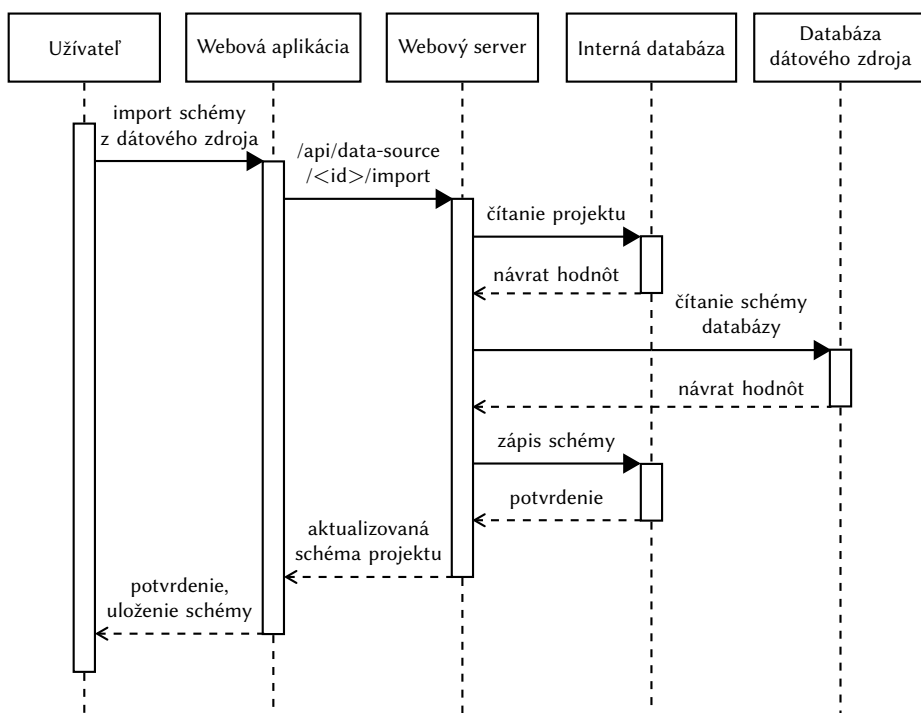 Užívateľ
Webová aplikácia
Webový server
Interná databáza
Databáza
dátového zdroja
import schémy
z dátového zdroja
/api/data-source
/<id>/import
čítanie projektu
návrat hodnôt
čítanie schémy
databázy
návrat hodnôt
zápis schémy
potvrdenie
aktualizovaná
schéma projektu
potvrdenie,
uloženie schémy